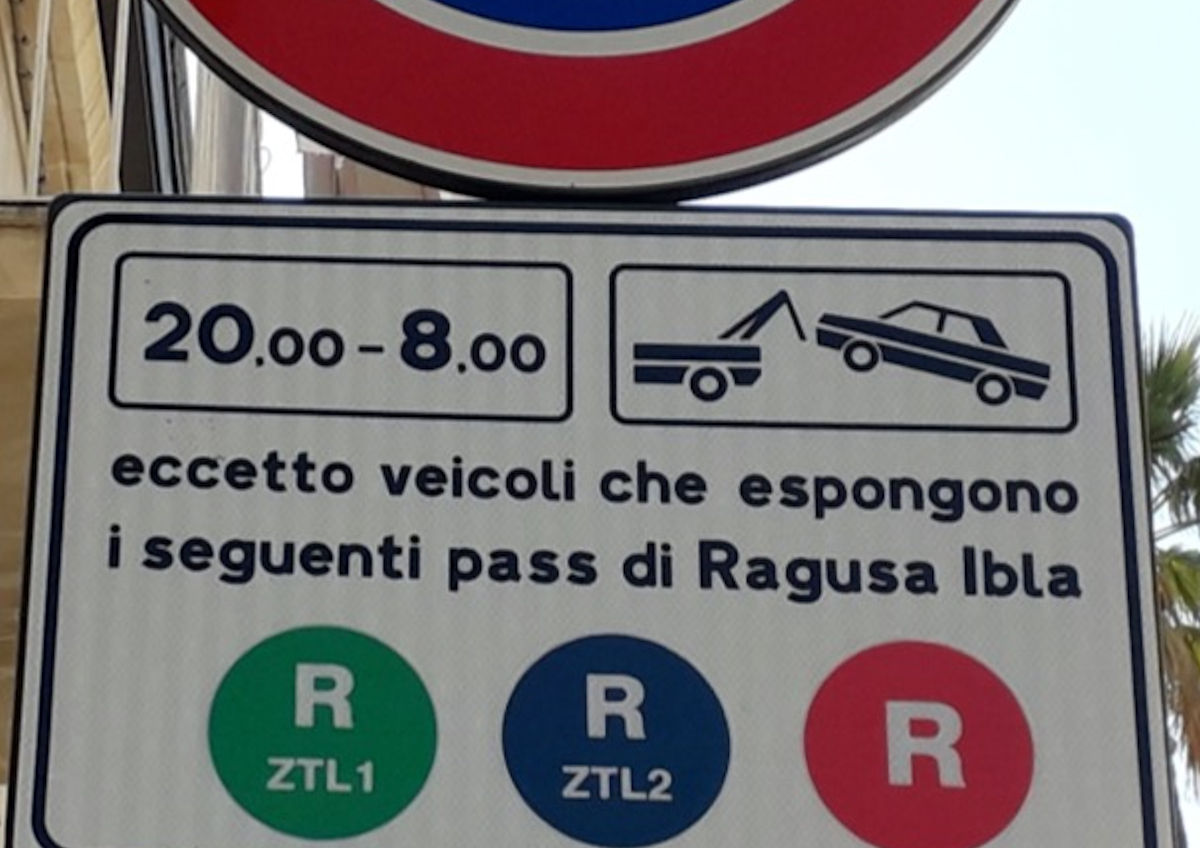 20.00-8.00
eccetto veicoli che espongono
i seguenti pass di Ragusa Ibla
R
ZTL1
R
ZTL2
R